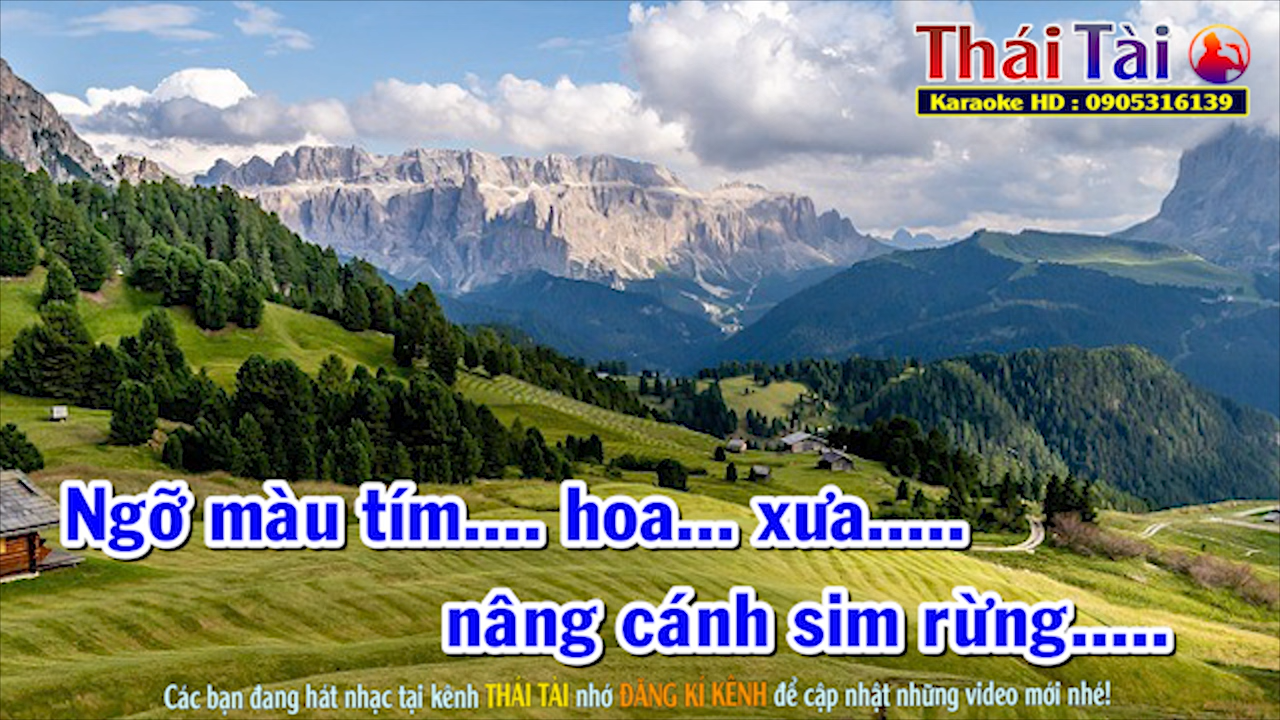 Thái Tài
Karaoke HD : 0905316139
Ngỡ màu tím.... hoa... xưa.....
nâng cánh sim rừng.....
Các bạn đang hát nhạc tại kênh THÁI TÀI nhớ ĐĂNG KÍ KÊNH để cập nhật những video mới nhé!